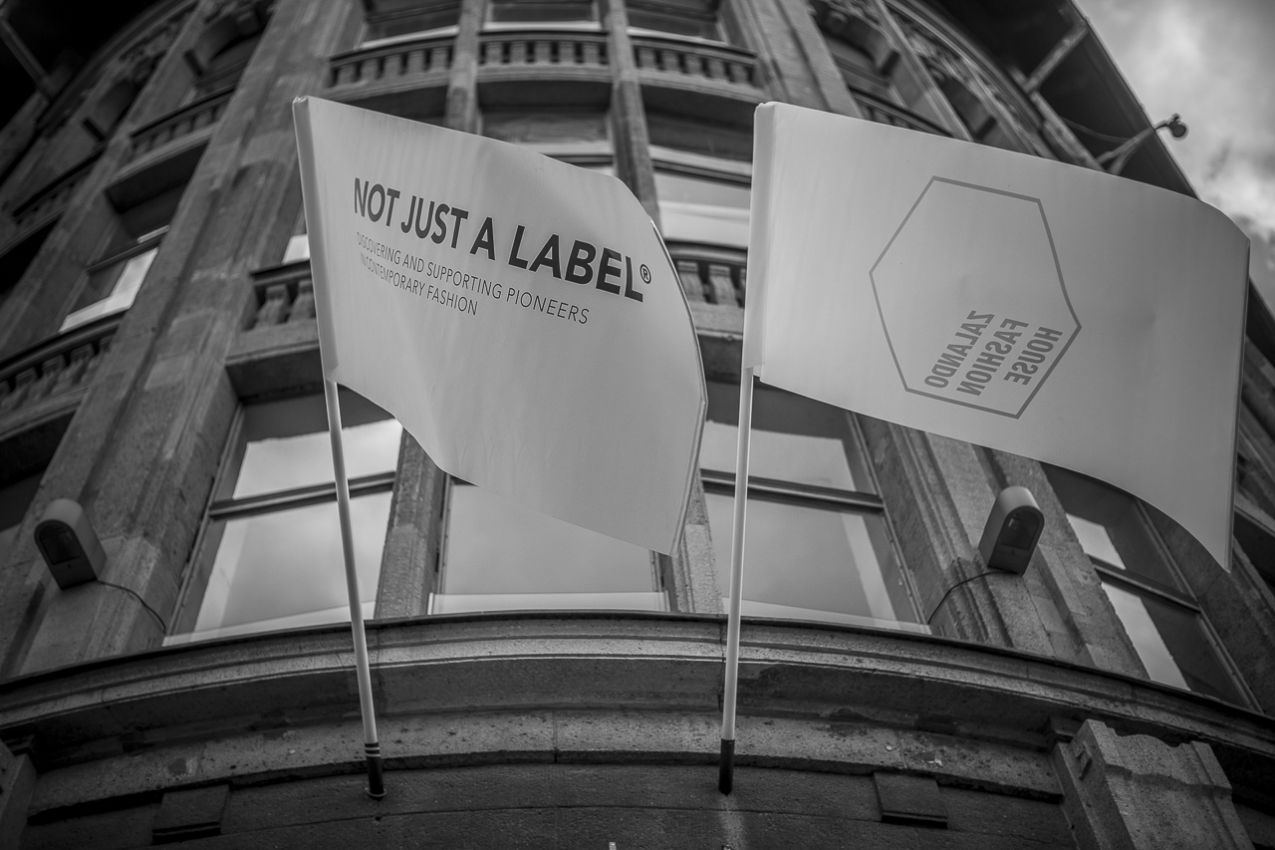 NOT JUST A LABEL®
DISCOVERING AND SUPPORTING PIONEERS
IN CONTEMPORARY FASHION
ZALANDO
FASHION
HOUSE